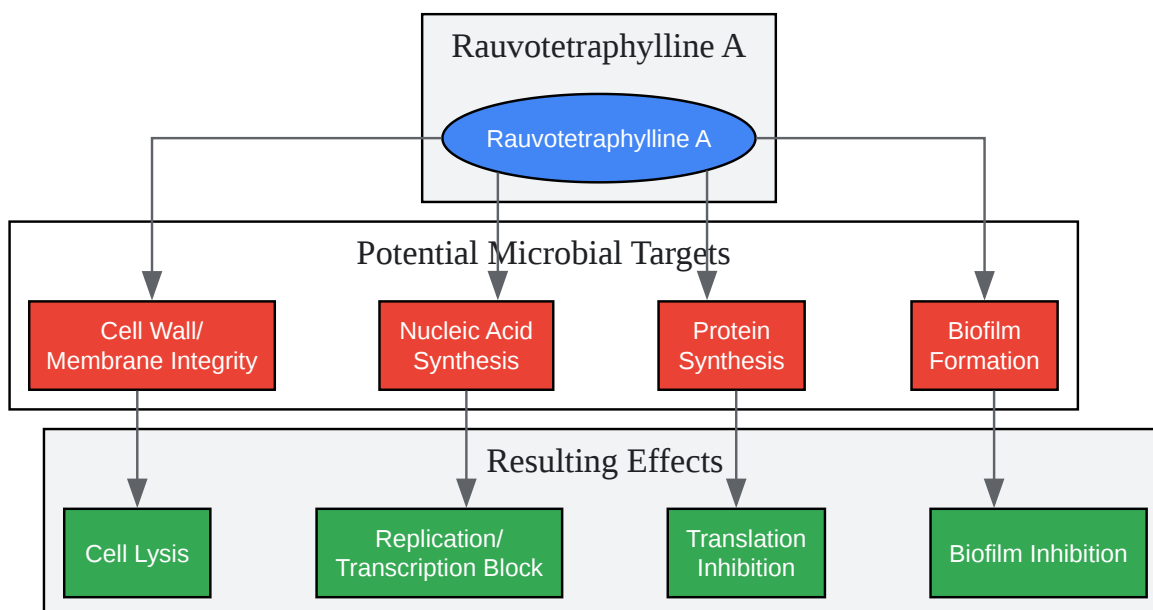 Rauvotetraphylline A
Rauvotetraphylline A
Potential Microbial Targets
Cell Wall/
Membrane Integrity
Nucleic Acid
Synthesis
Protein
Synthesis
Biofilm
Formation
Resulting Effects
Cell Lysis
Replication/
Transcription Block
Translation
Inhibition
Biofilm Inhibition